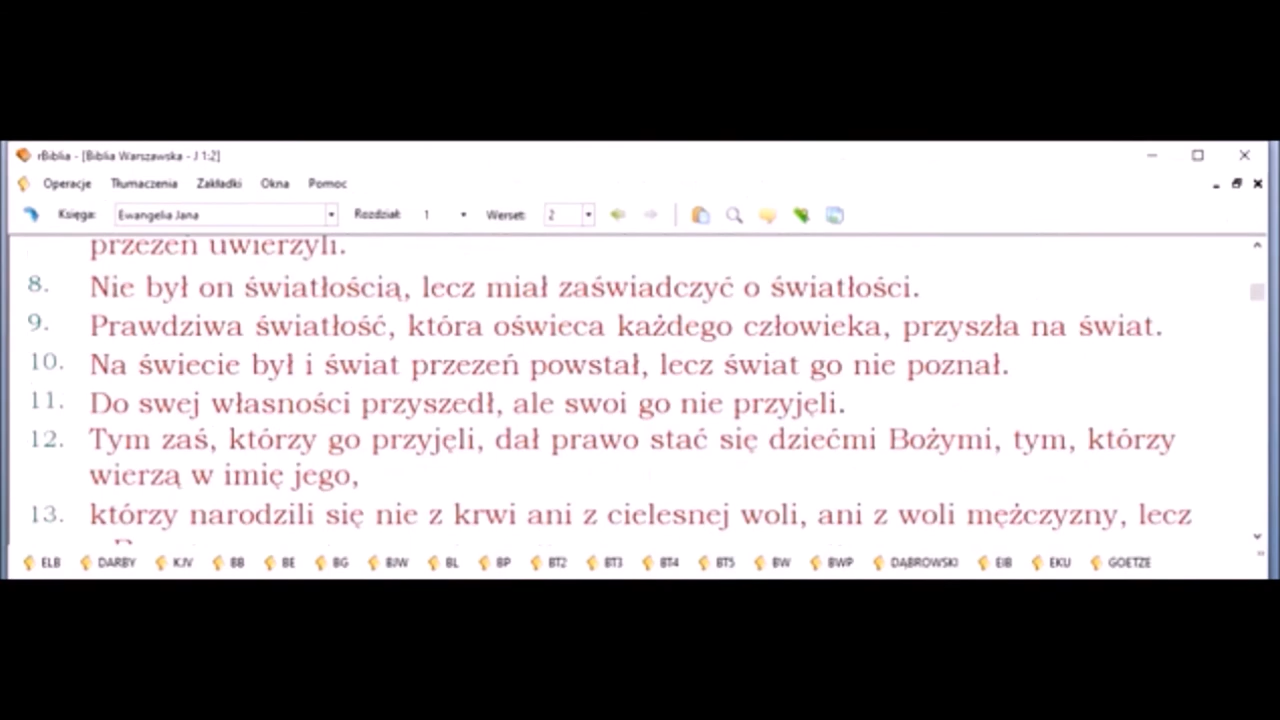 rBiblia - [Biblia Warszawska - J 1:2]
Operacje Tłumaczenia Zakładki Okna Pomoc
Księga: Ewangelia Jana Rozdział: 1 Werset: 2
przezeń uwierzyli.
8. Nie był on światłością, lecz miał zaświadczyć o światłości.
9. Prawdziwa światłość, która oświeca każdego człowieka, przyszła na świat.
10. Na świecie był i świat przezeń powstał, lecz świat go nie poznał.
11. Do swej własności przyszedł, ale swoi go nie przyjęli.
12. Tym zaś, którzy go przyjęli, dał prawo stać się dziećmi Bożymi, tym, którzy
wierzą w imię jego,
13. którzy narodzili się nie z krwi ani z cielesnej woli, ani z woli mężczyzny, lecz
ELB DARBY KJV BB BE BG BJW BL BP BT2 BT3 BT4 BT5 BW BWP DĄBROWSKI EIB EKU GOETZE